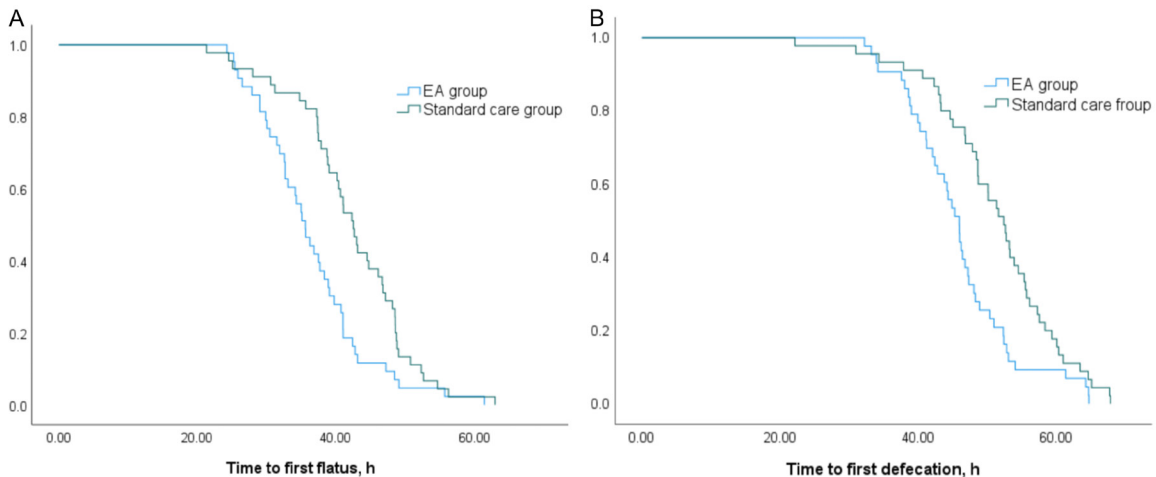 A
1.0
0.8
0.6
0.4
0.2
0.0
EA group
Standard care group
0.00 20.00 40.00 60.00
Time to first flatus, h
B
1.0
0.8
0.6
0.4
0.2
0.0
EA group
Standard care froup
0.00 20.00 40.00 60.00
Time to first defecation, h